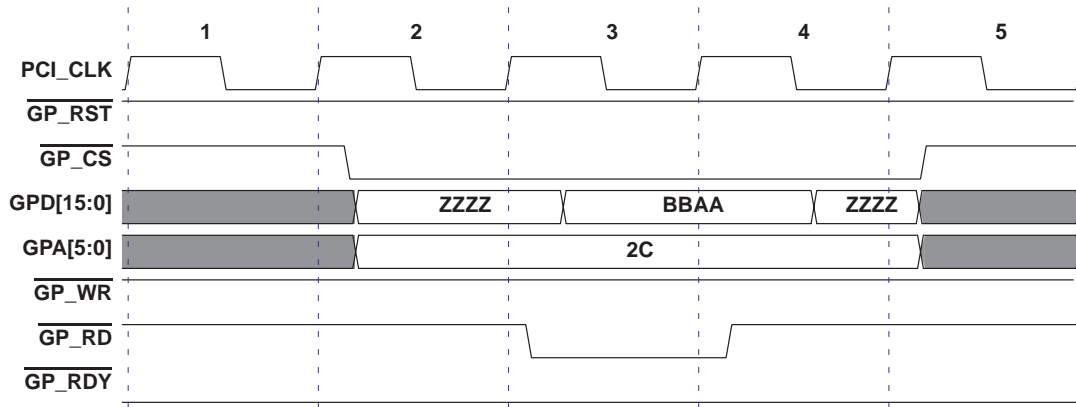 1 2 3 4 5
PCI_CLK
GP_RST
GP_CS
GPD[15:0] ZZZZ BBAA ZZZZ
GPA[5:0] 2C
GP_WR
GP_RD
GP_RDY